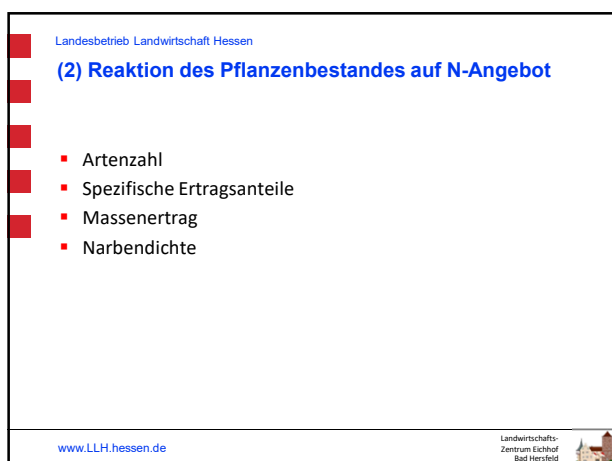 Landesbetrieb Landwirtschaft Hessen
(2) Reaktion des Pflanzenbestandes auf N-Angebot
Artenzahl
Spezifische Ertragsanteile
Massenertrag
Narbendichte
www.LLH.hessen.de
Landwirtschafts-
Zentrum Eichhof
Bad Hersfeld